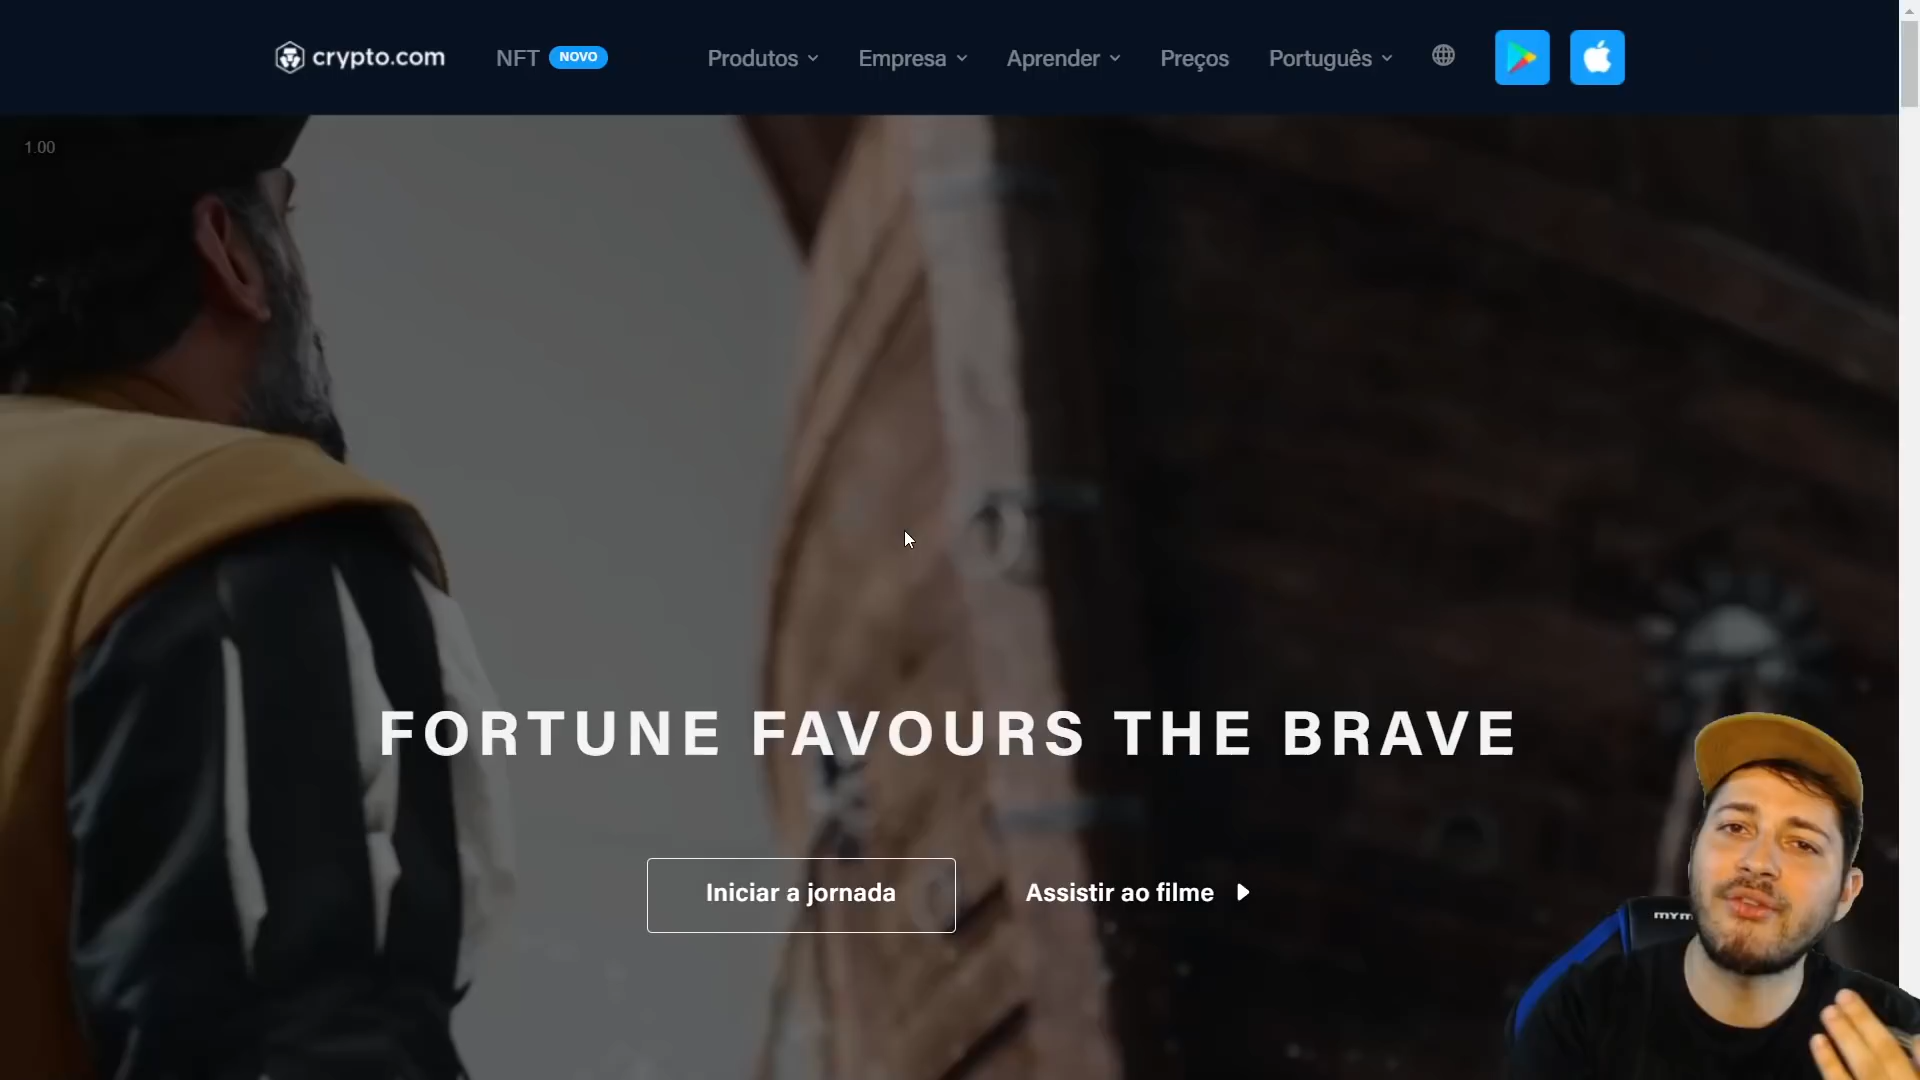 crypto.com
NFT NOVO
Produtos
Empresa
Aprender
Preços
Português
1.00
FORTUNE FAVOURS THE BRAVE
Iniciar a jornada
Assistir ao filme